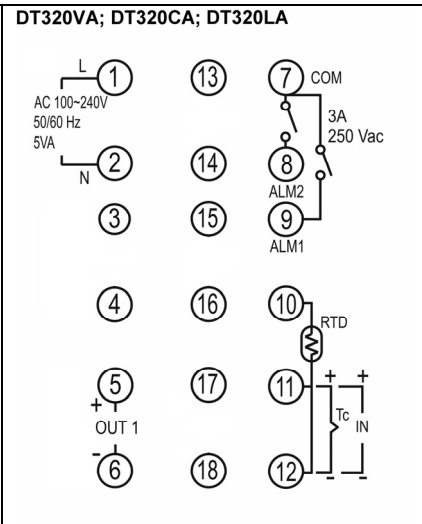 DT320VA; DT320CA; DT320LA
L
1
13
7
COM
AC 100~240V
50/60 Hz
5VA
3A
250 Vac
N
2
14
8
ALM2
3
15
9
ALM1
4
16
10
RTD
5
17
11
+ +
+
OUT 1
Tc
IN
-
6
18
12
- -